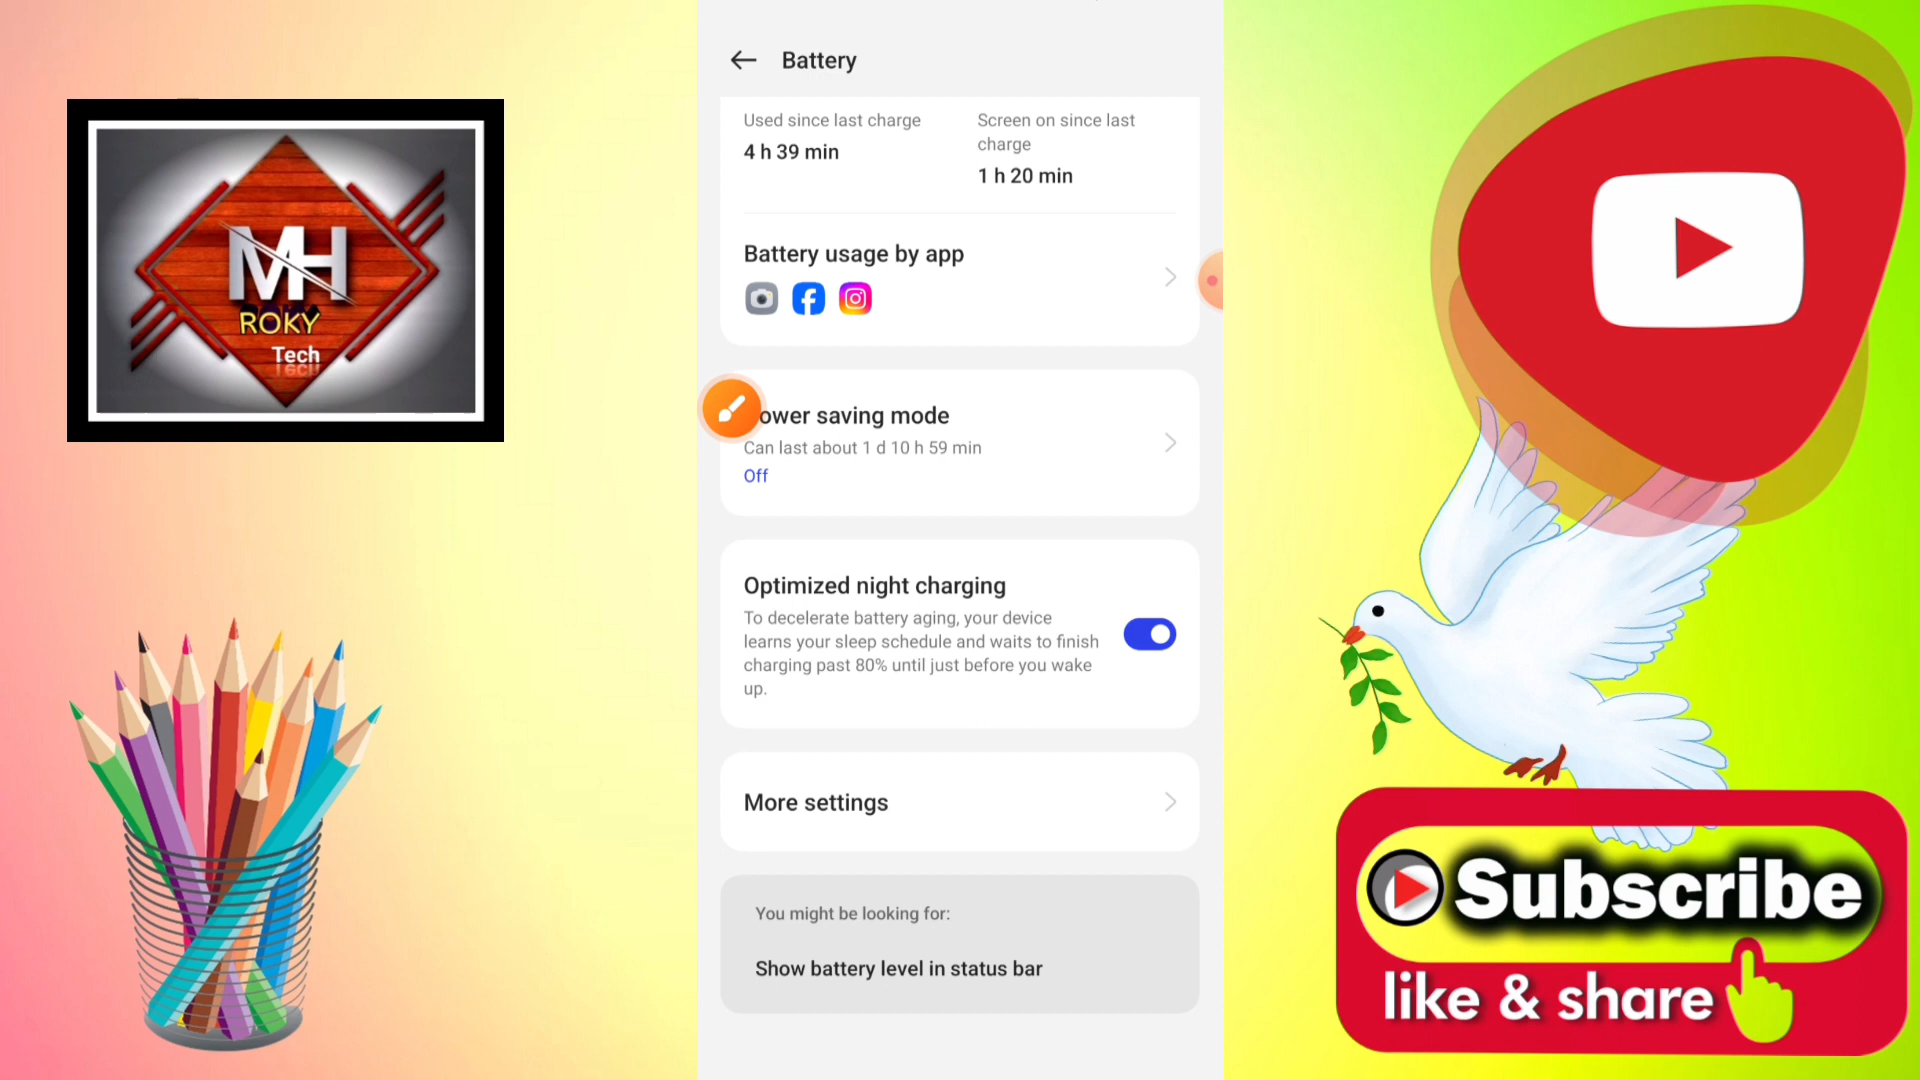 MH
ROKY
Tech
Battery
Used since last charge
4 h 39 min
Screen on since last
charge
1 h 20 min
Battery usage by app
ower saving mode
Can last about 1 d 10 h 59 min
Off
Optimized night charging
To decelerate battery aging, your device
learns your sleep schedule and waits to finish
charging past 80% until just before you wake
up.
More settings
You might be looking for:
Show battery level in status bar
Subscribe
like & share